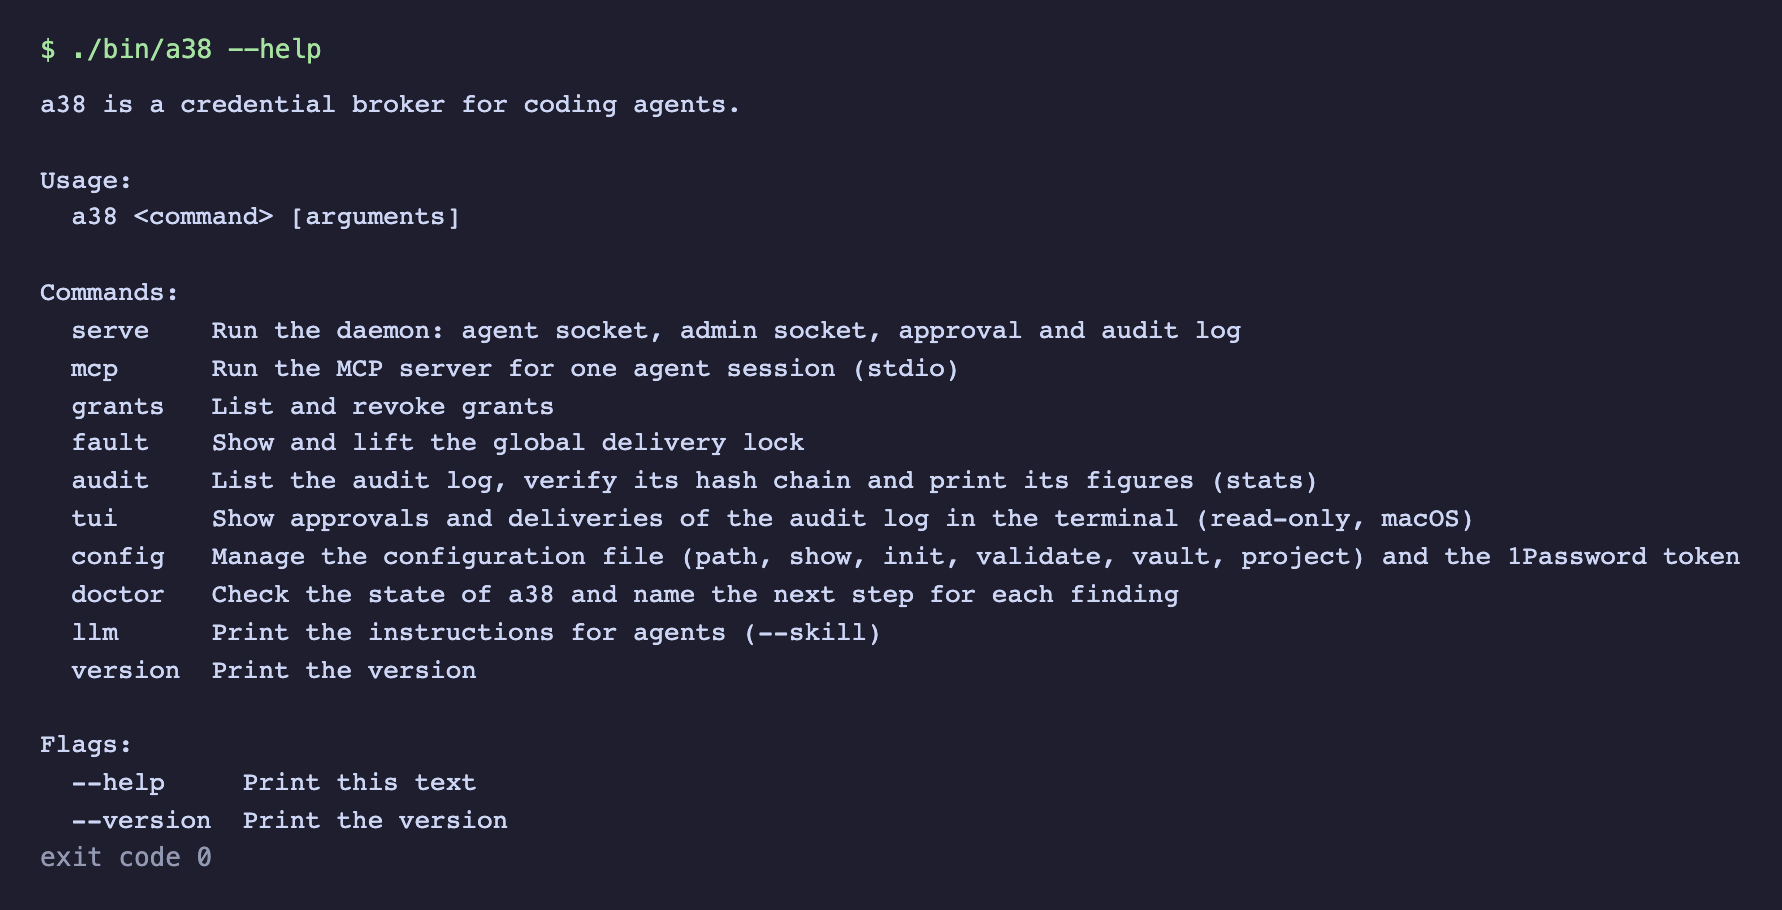 $ ./bin/a38 --help
a38 is a credential broker for coding agents.
Usage:
  a38 <command> [arguments]
Commands:
  serve    Run the daemon: agent socket, admin socket, approval and audit log
  mcp      Run the MCP server for one agent session (stdio)
  grants   List and revoke grants
  fault    Show and lift the global delivery lock
  audit    List the audit log, verify its hash chain and print its figures (stats)
  tui      Show approvals and deliveries of the audit log in the terminal (read-only, macOS)
  config   Manage the configuration file (path, show, init, validate, vault, project) and the 1Password token
  doctor   Check the state of a38 and name the next step for each finding
  llm      Print the instructions for agents (--skill)
  version  Print the version
Flags:
  --help     Print this text
  --version  Print the version
exit code 0